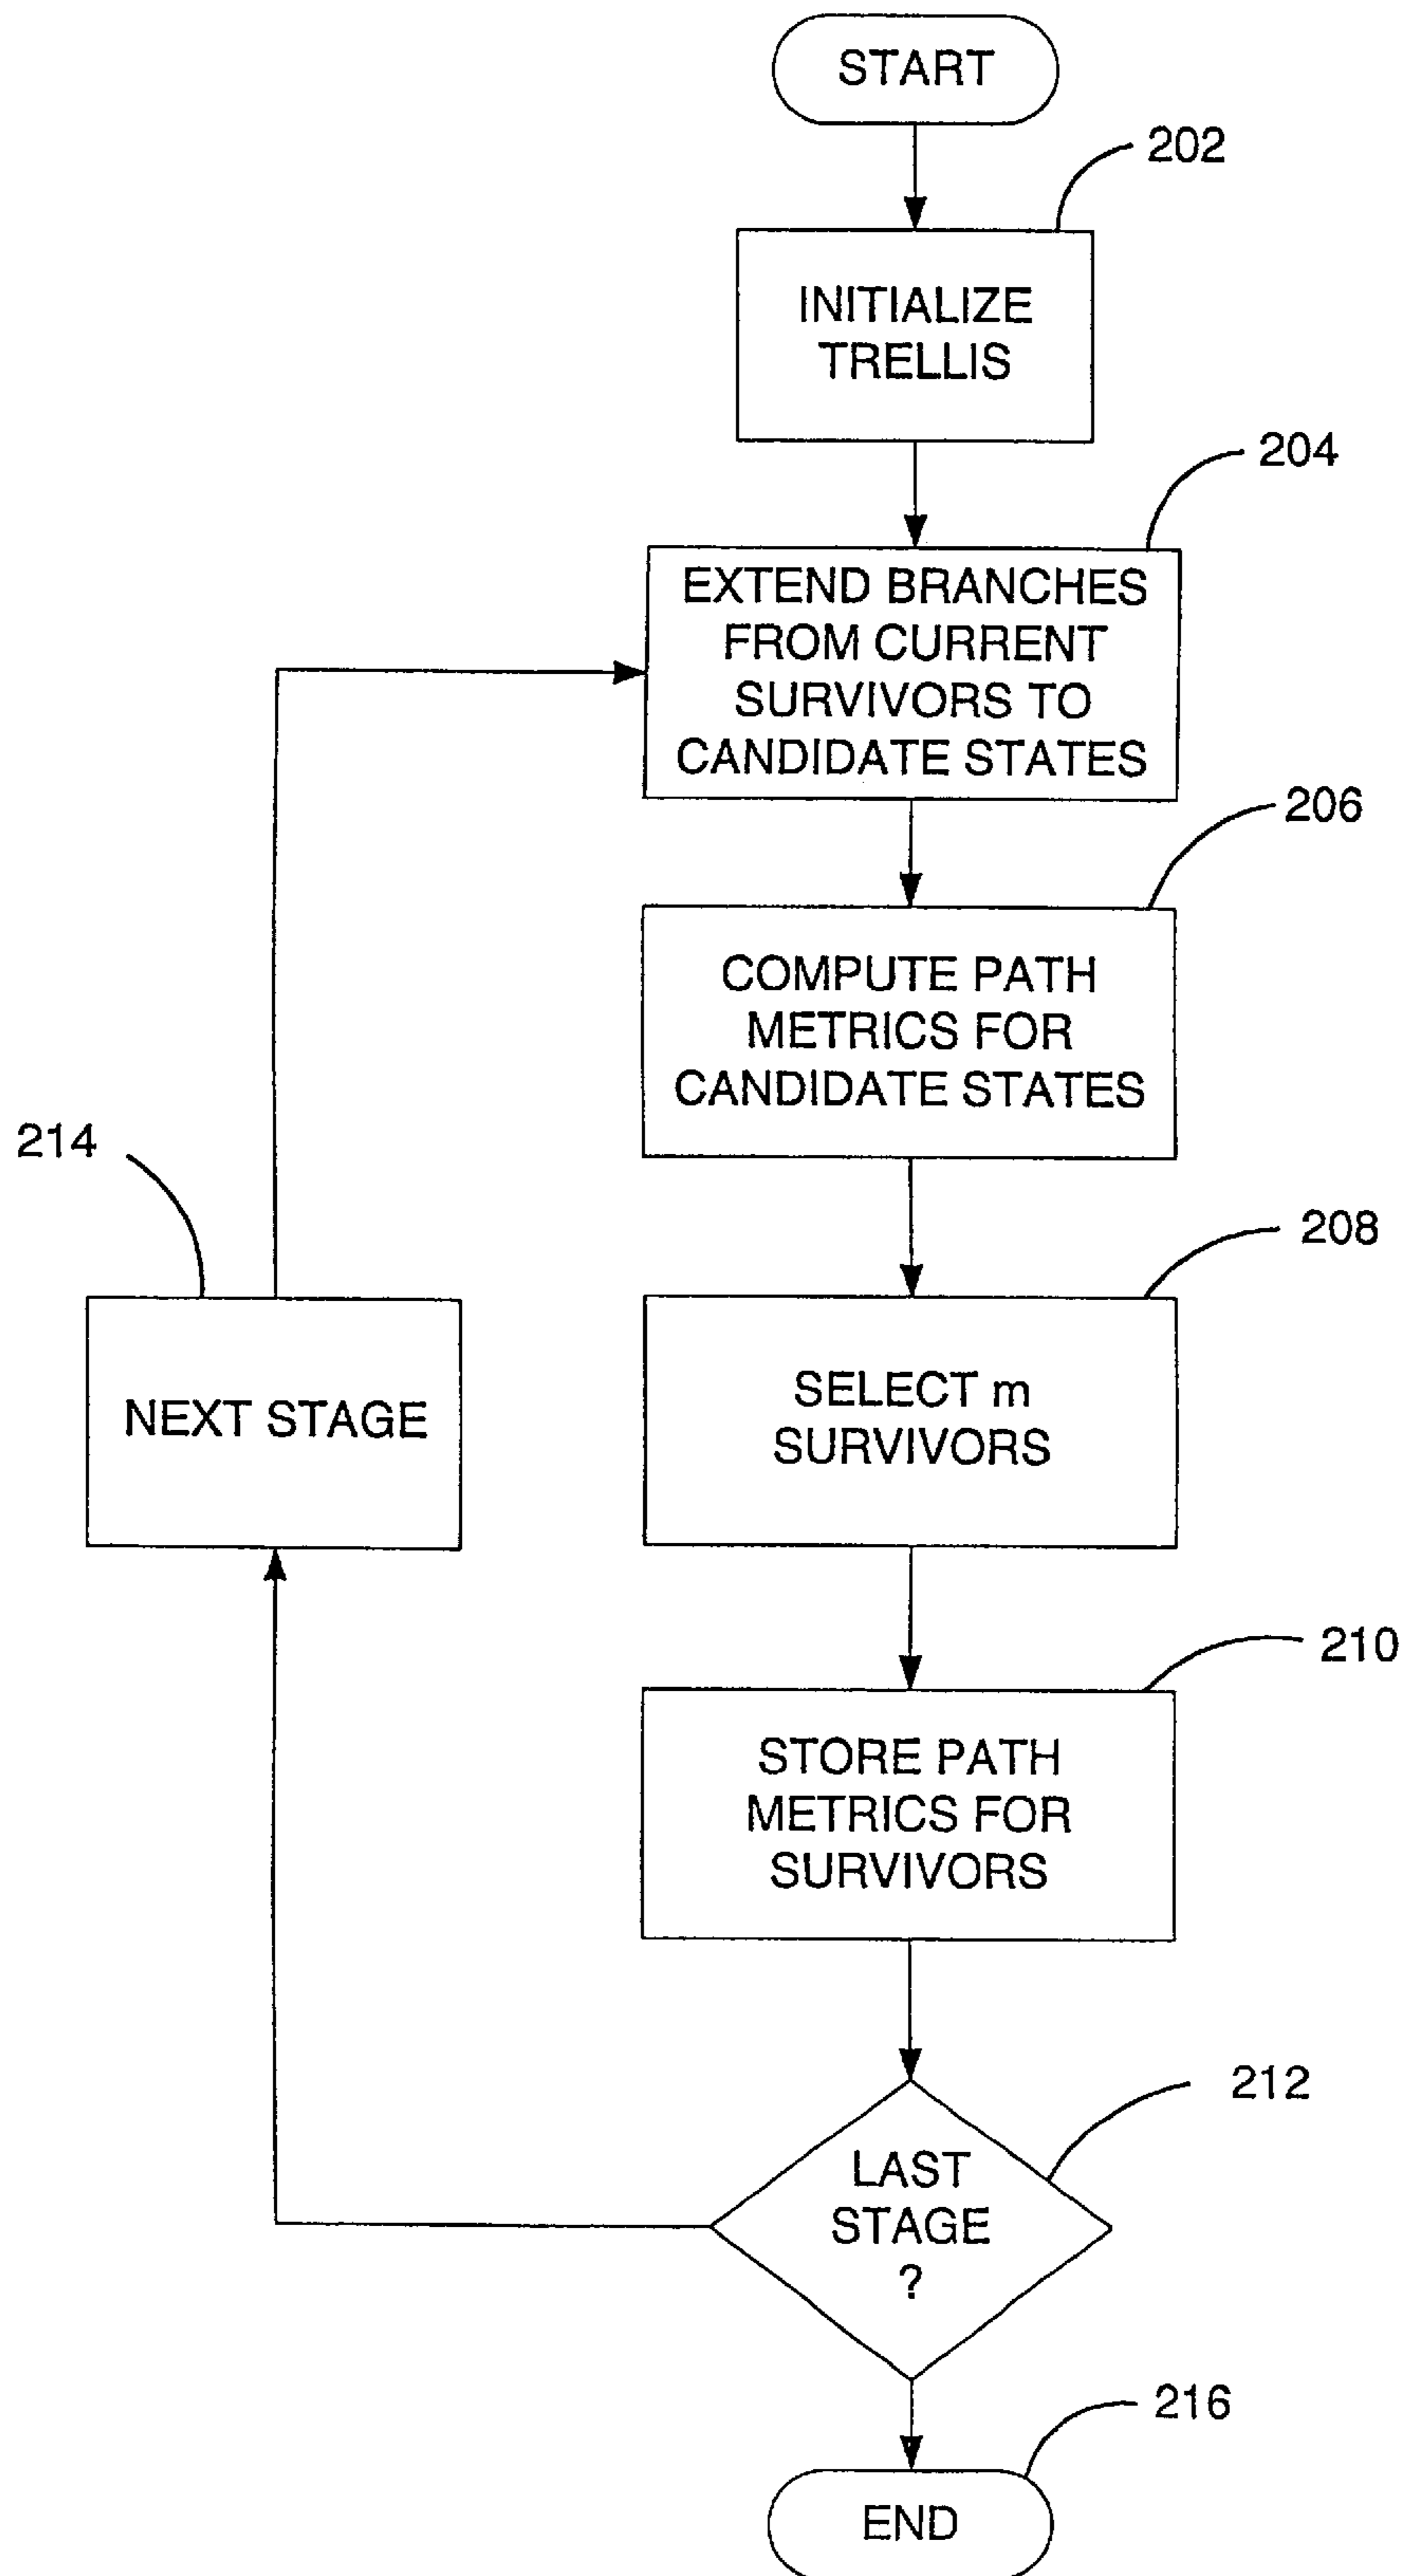 START
202
INITIALIZE
TRELLIS
204
EXTEND BRANCHES
FROM CURRENT
SURVIVORS TO
CANDIDATE STATES
206
COMPUTE PATH
METRICS FOR
CANDIDATE STATES
214
208
NEXT STAGE
SELECT m
SURVIVORS
210
STORE PATH
METRICS FOR
SURVIVORS
212
LAST
STAGE
?
216
END